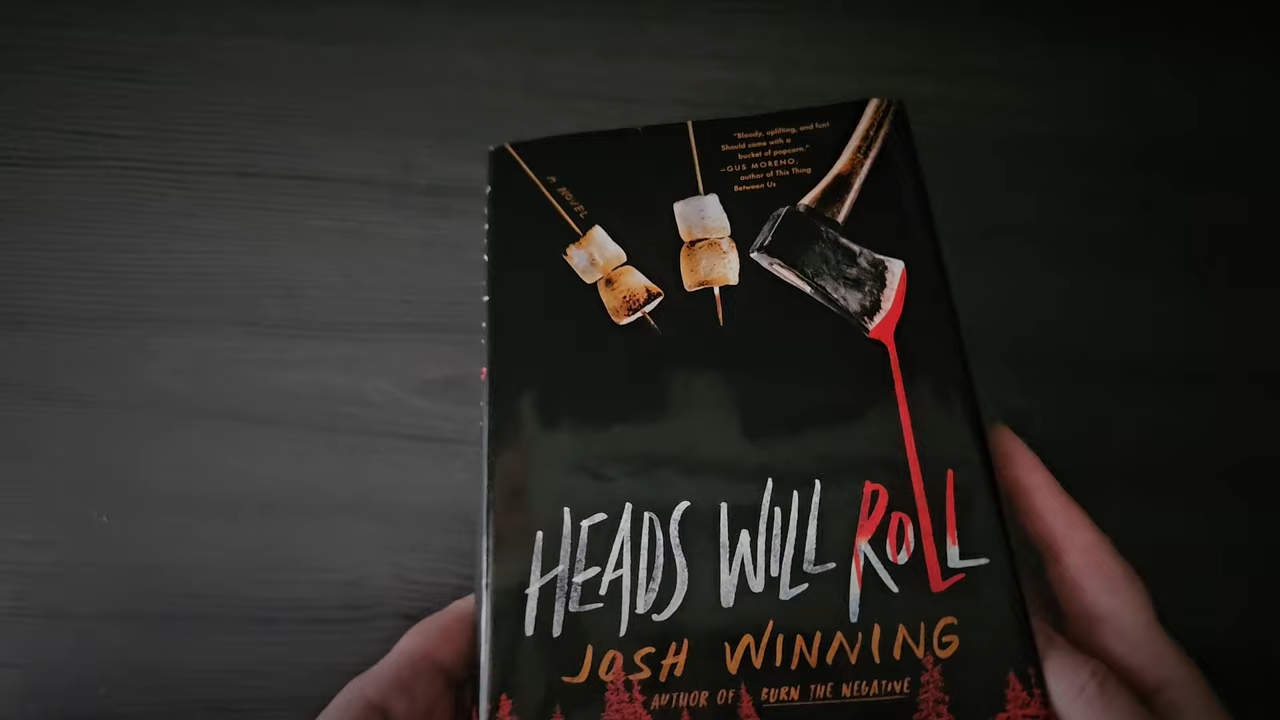 "Bloody, uplifting, and fun!
Should come with a
bucket of popcorn."
—GUS MORENO,
author of This Thing
Between Us
A NOVEL
HEADS WILL ROLL
JOSH WINNING
AUTHOR OF BURN THE NEGATIVE